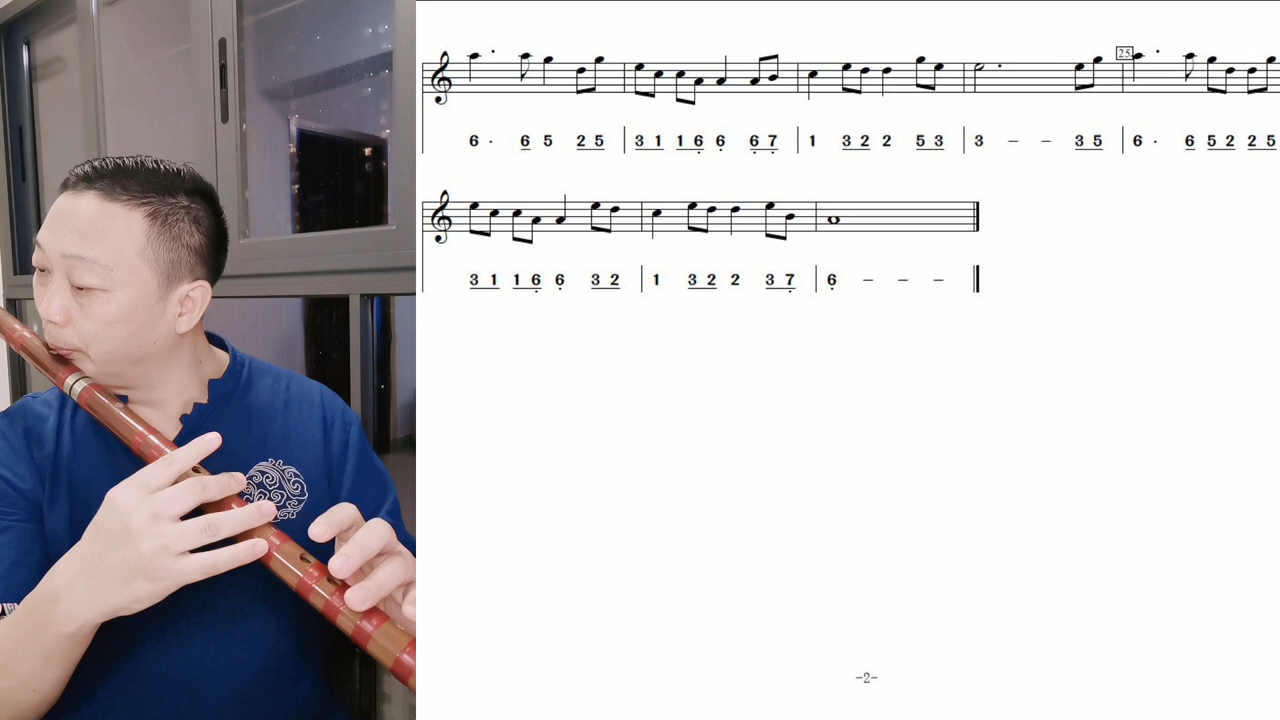 25
6 · 6 5 2 5 | 3 1 1 6 6 6 7 | 1 3 2 2 5 3 | 3 – – 3 5 | 6 · 6 5 2 2 5
3 1 1 6 6 3 2 | 1 3 2 2 3 7 | 6 – – –
-2-